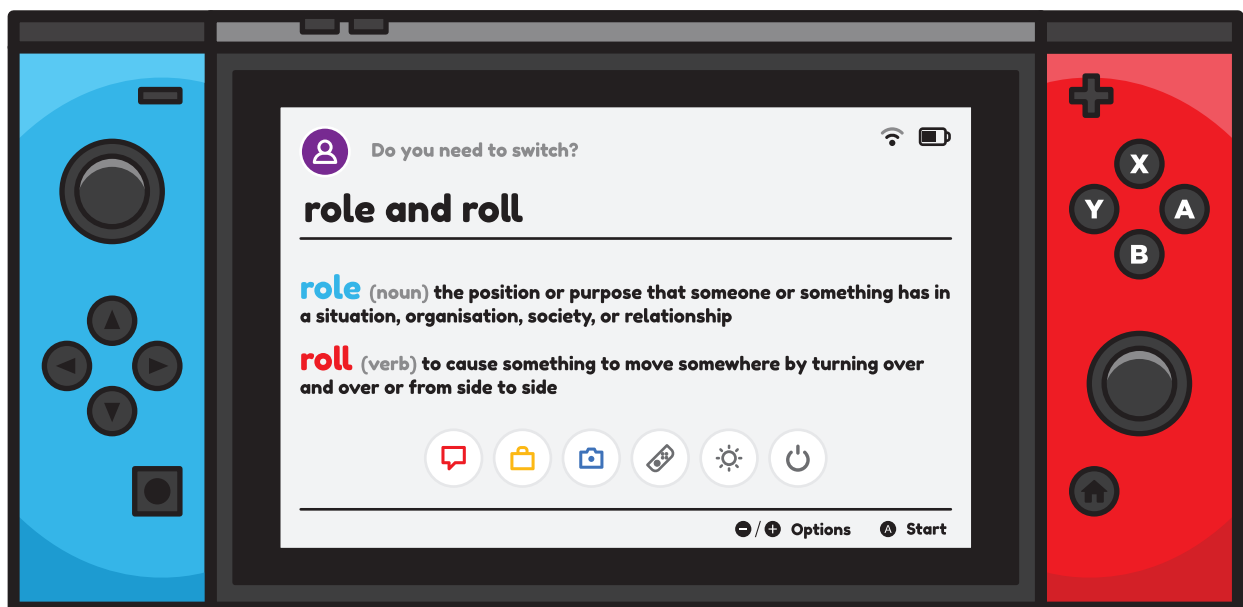 Do you need to switch?
role and roll
role (noun) the position or purpose that someone or something has in
a situation, organisation, society, or relationship
roll (verb) to cause something to move somewhere by turning over
and over or from side to side
X
Y A
B
-/+ Options A Start